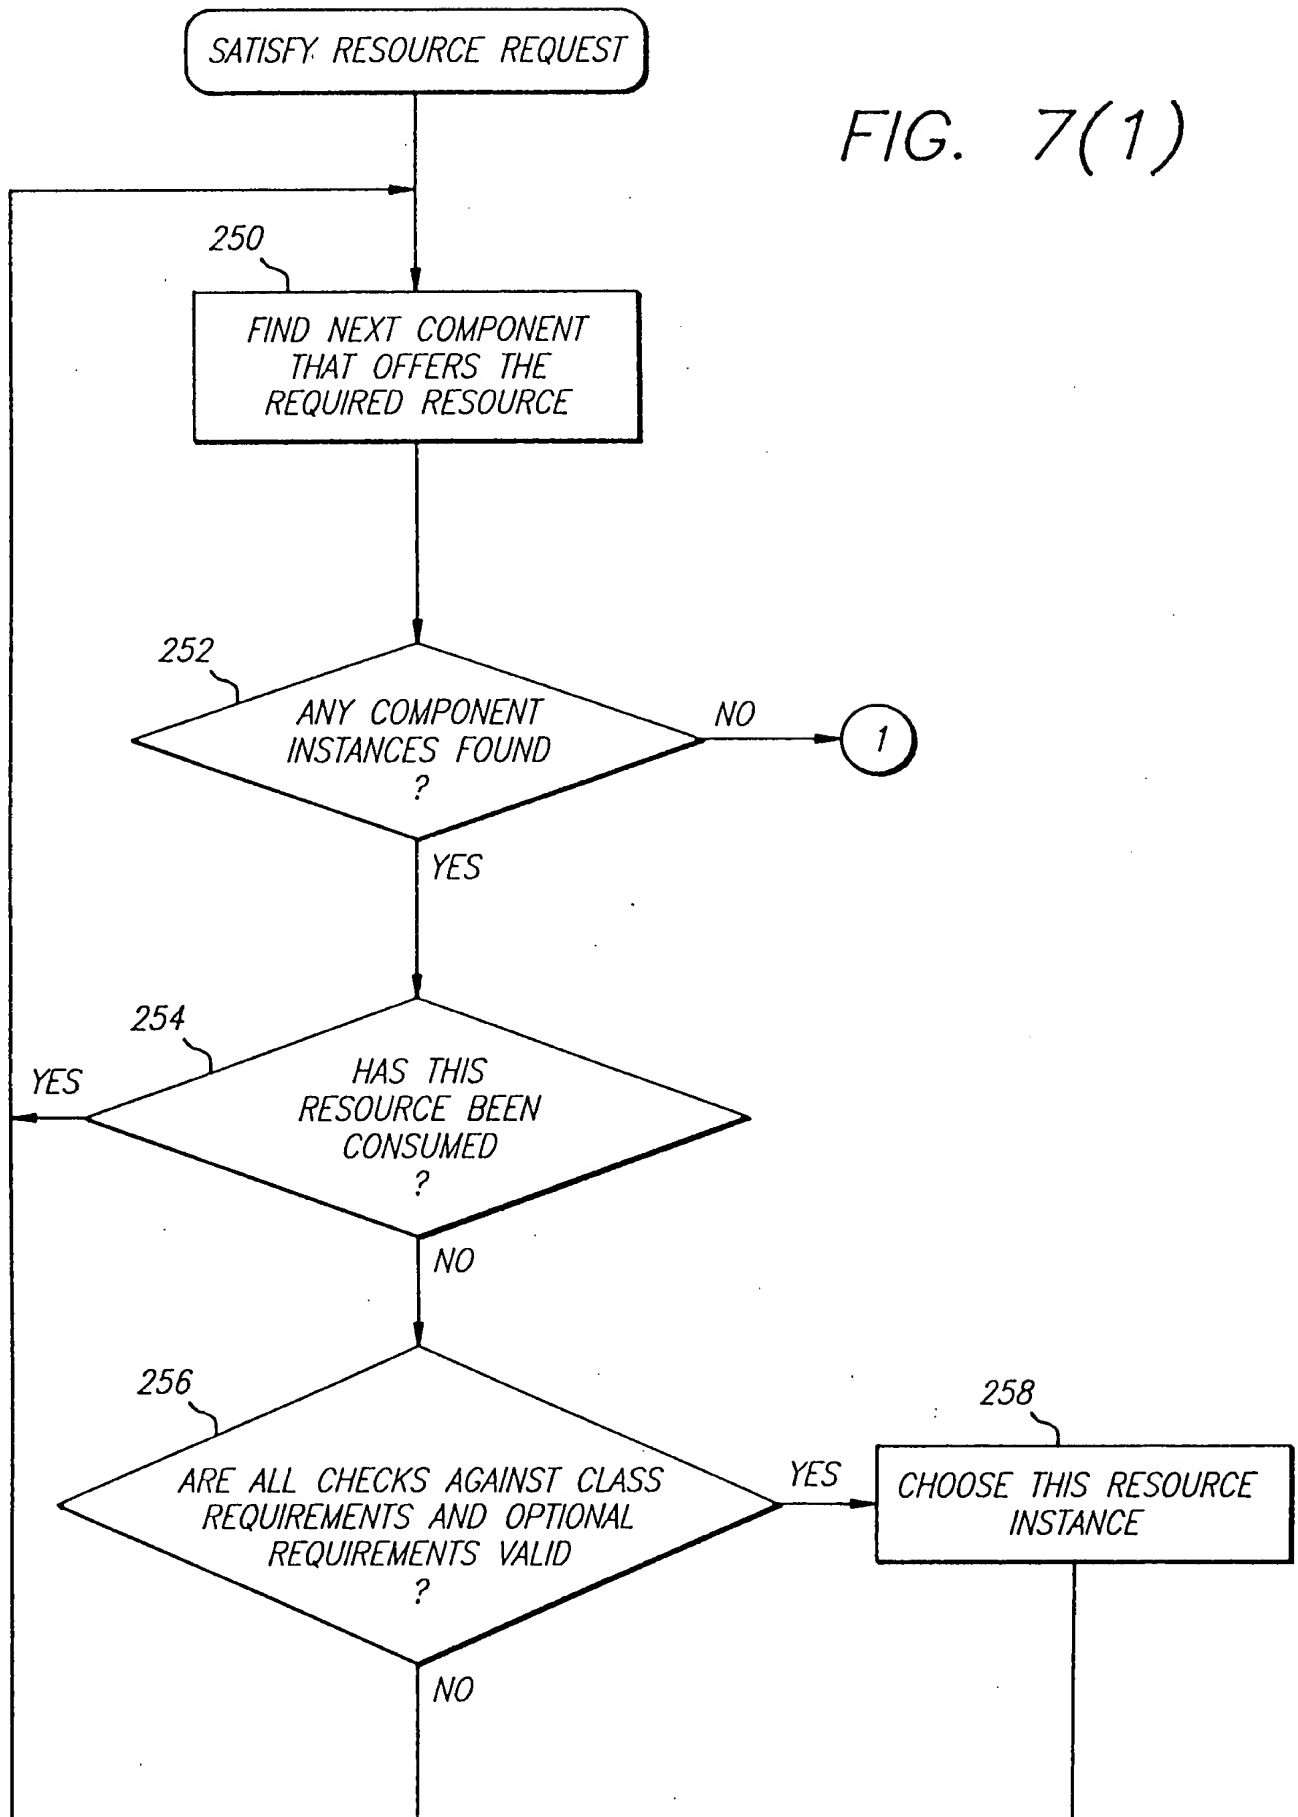 SATISFY RESOURCE REQUEST
FIG. 7(1)
250
FIND NEXT COMPONENT
THAT OFFERS THE
REQUIRED RESOURCE
252
ANY COMPONENT
INSTANCES FOUND
?
NO
1
YES
254
HAS THIS
RESOURCE BEEN
CONSUMED
?
YES
NO
256
ARE ALL CHECKS AGAINST CLASS
REQUIREMENTS AND OPTIONAL
REQUIREMENTS VALID
?
YES
258
CHOOSE THIS RESOURCE
INSTANCE
NO